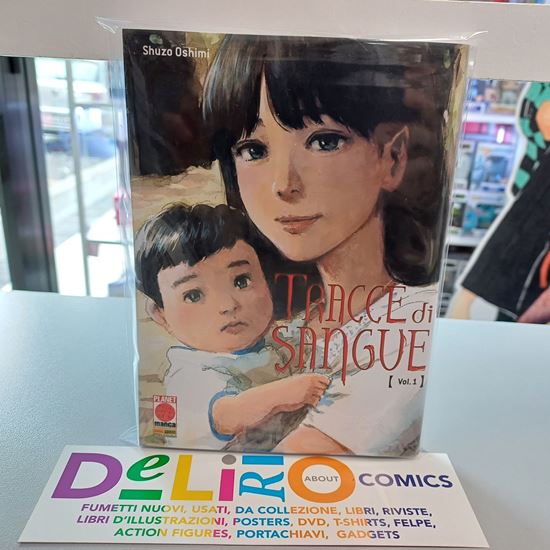 Shuzo Oshimi
TRACCE di
SANGUE
【 Vol. 1 】
PLANET
manga
DeLiRiO
ABOUT
COMICS
FUMETTI NUOVI, USATI, DA COLLEZIONE, LIBRI, RIVISTE,
LIBRI D'ILLUSTRAZIONI, POSTERS, DVD, T-SHIRTS, FELPE,
ACTION FIGURES, PORTACHIAVI, GADGETS